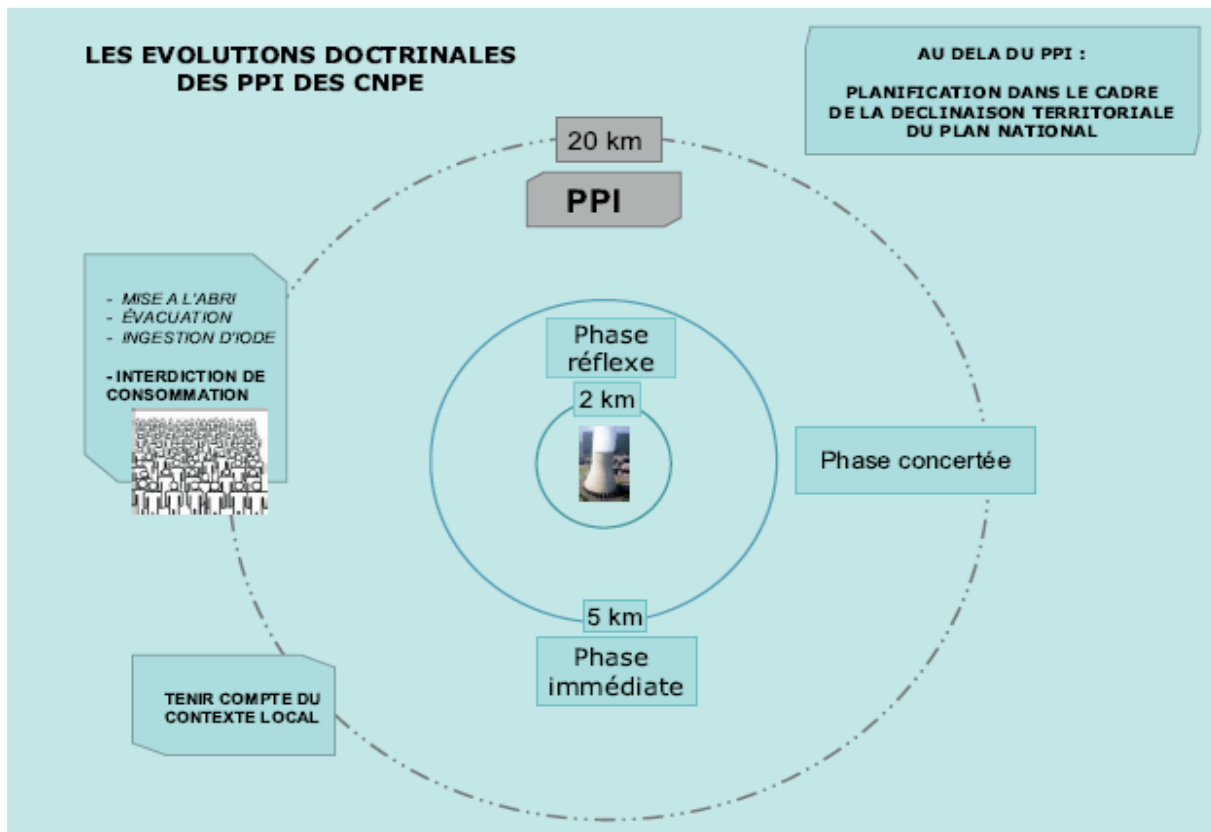 LES EVOLUTIONS DOCTRINALES
DES PPI DES CNPE
AU DELA DU PPI :
PLANIFICATION DANS LE CADRE
DE LA DECLINAISON TERRITORIALE
DU PLAN NATIONAL
20 km
PPI
- MISE A L'ABRI
- ÉVACUATION
- INGESTION D'IODE
- INTERDICTION DE
CONSOMMATION
Phase
réflexe
2 km
Phase concertée
5 km
Phase
immédiate
TENIR COMPTE DU
CONTEXTE LOCAL